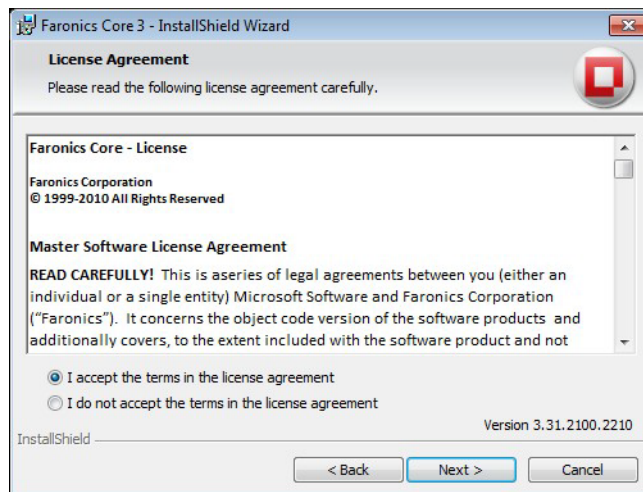 Faronics Core 3 - InstallShield Wizard
License Agreement
Please read the following license agreement carefully.
Faronics Core - License
Faronics Corporation
© 1999-2010 All Rights Reserved
Master Software License Agreement
READ CAREFULLY! This is aseries of legal agreements between you (either an
individual or a single entity) Microsoft Software and Faronics Corporation
("Faronics"). It concerns the object code version of the software products and
additionally covers, to the extent included with the software product and not
I accept the terms in the license agreement
I do not accept the terms in the license agreement
Version 3.31.2100.2210
InstallShield
< Back Next > Cancel